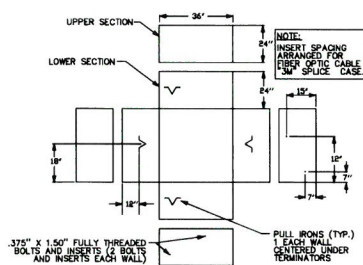 36'
UPPER SECTION
24"
NOTE:
INSERT SPACING
ARRANGED FOR
FIBER OPTIC CABLE
"3M" SPLICE CASE.
LOWER SECTION
24"
15'
18'
12'
12"
7"
7'
.375" X 1.50" FULLY THREADED
BOLTS AND INSERTS (2 BOLTS
AND INSERTS EACH WALL)
PULL IRONS (TYP.)
1 EACH WALL
CENTERED UNDER
TERMINATORS